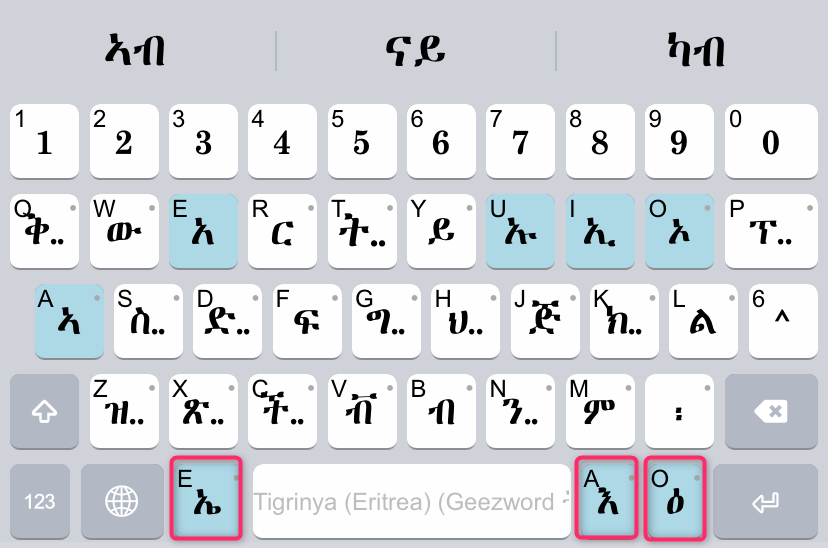 ኣብ ናይ ካብ
1 1 2 2 3 3 4 4 5 5 6 6 7 7 8 8 9 9 0 0
Q ቅ.. W ው E አ R ር T ት.. Y ይ U ኡ I ኢ O ኦ P ፕ..
A ኣ S ስ.. D ድ.. F ፍ G ግ.. H ህ.. J ጅ K ክ.. L ል 6 ^
Z ዝ.. X ጽ.. C ች.. V ቭ B ብ N ን.. M ም ፡
123 E ኤ Tigrinya (Eritrea) (Geezword A እ O ዕ